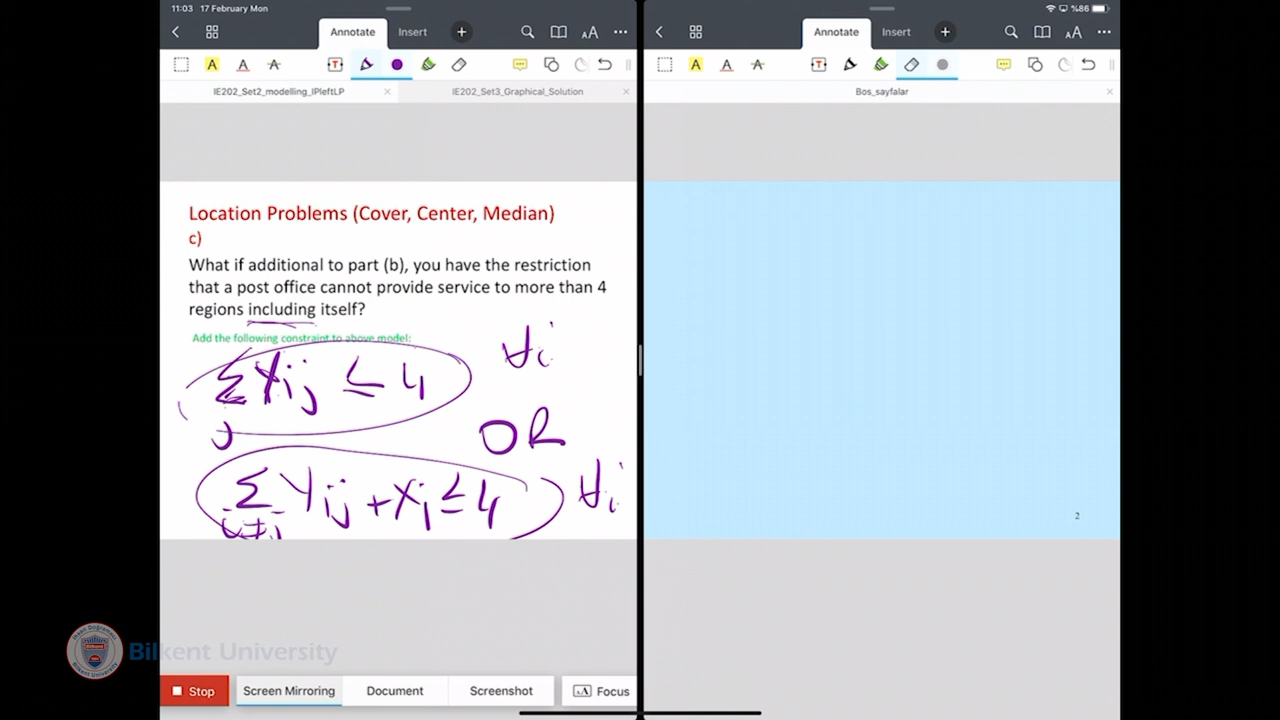 11:03 17 February Mon
%86
Annotate Insert
Annotate Insert
A A A T
A A A T
IE202_Set2_modelling_IPleftLP
IE202_Set3_Graphical_Solution
Bos_sayfalar
Location Problems (Cover, Center, Median)
c)
What if additional to part (b), you have the restriction
that a post office cannot provide service to more than 4
regions including itself?
Add the following constraint to above model:
∑ Yij ≤ 4 ∀i
j
OR
∑ Yij + Xi ≤ 4 ∀i
2
Bilkent University
Stop Screen Mirroring Document Screenshot AA Focus